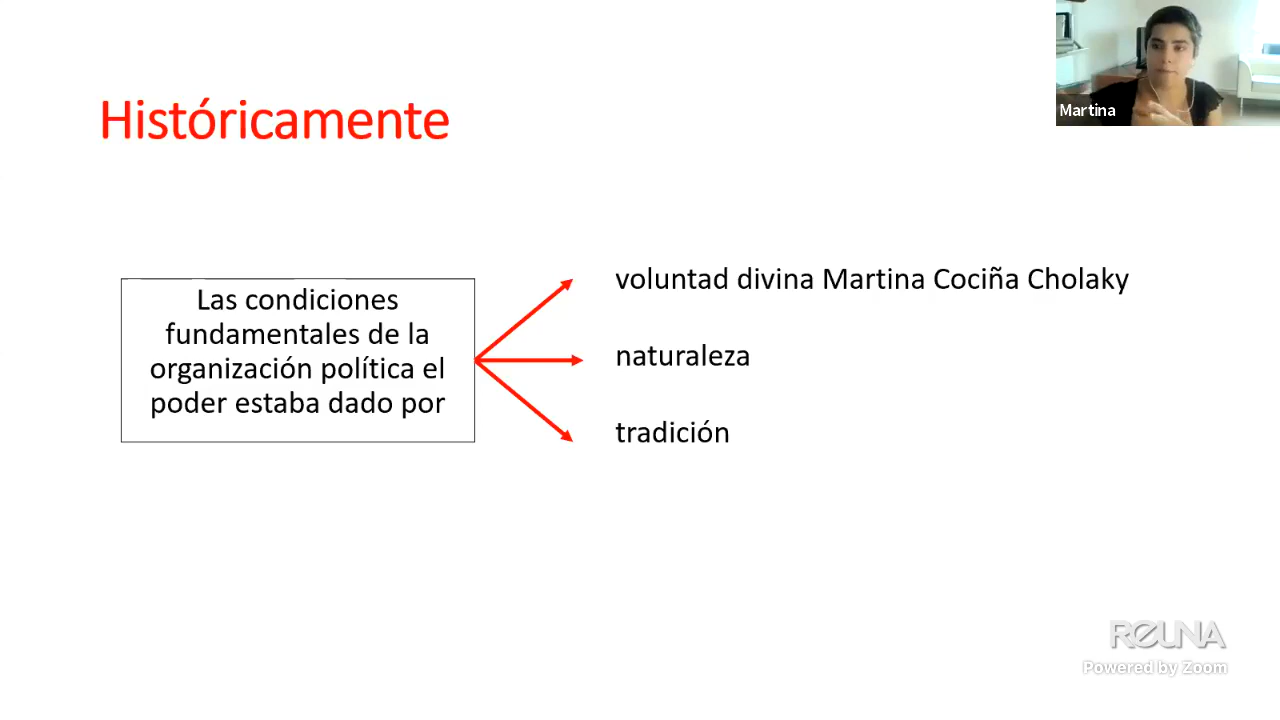 Martina
Históricamente
Las condiciones
fundamentales de la
organización política el
poder estaba dado por
voluntad divina Martina Cociña Cholaky
naturaleza
tradición
REUNA
Powered by Zoom